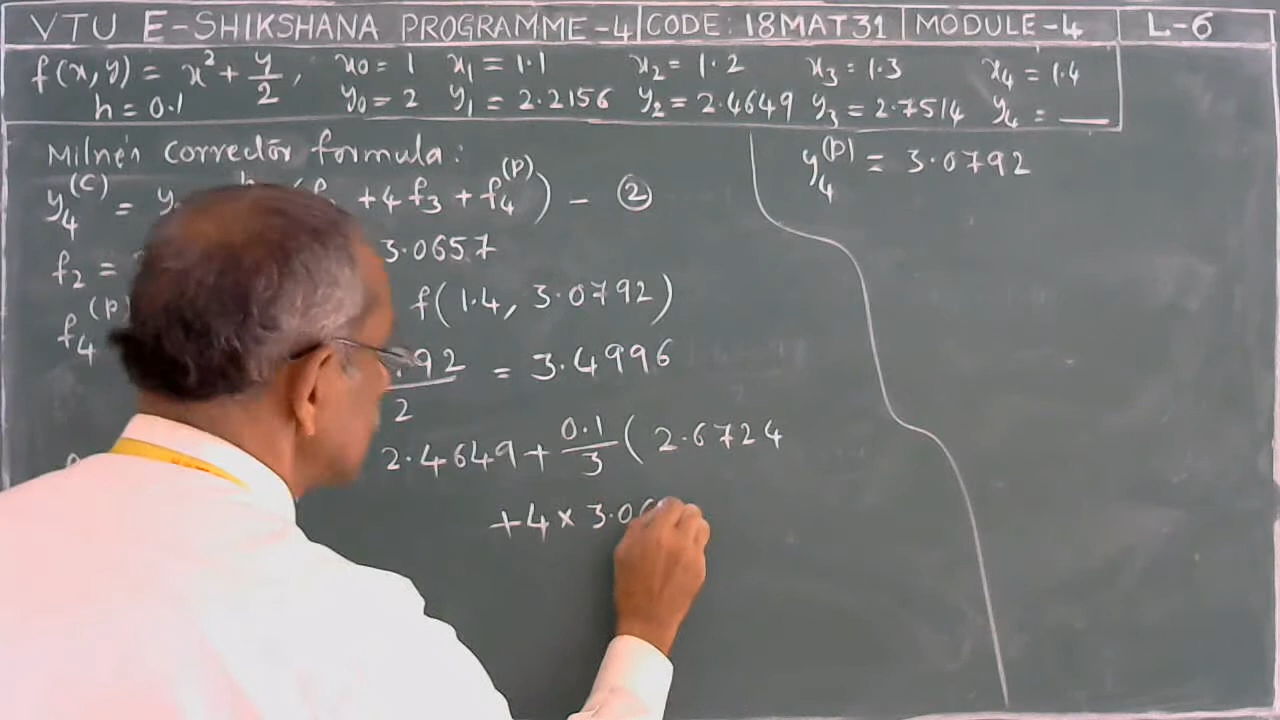 VTU E-SHIKSHANA PROGRAMME-4 CODE: 18MAT31 MODULE-4 L-6
f(x,y) = x² + y/2, x₀ = 1 x₁ = 1.1 x₂ = 1.2 x₃ = 1.3 x₄ = 1.4
h = 0.1 y₀ = 2 y₁ = 2.2156 y₂ = 2.4649 y₃ = 2.7514 y₄ = __
Milne's corrector formula:
y₄⁽ᶜ⁾ = y + 4f₃ + f₄⁽ᵖ⁾) - ②
f₂ = 3.0657
f₄⁽ᵖ⁾ f(1.4, 3.0792)
.92/2 = 3.4996
2.4649 + 0.1/3 ( 2.6724
+4 × 3.0
y₄⁽ᵖ⁾ = 3.0792